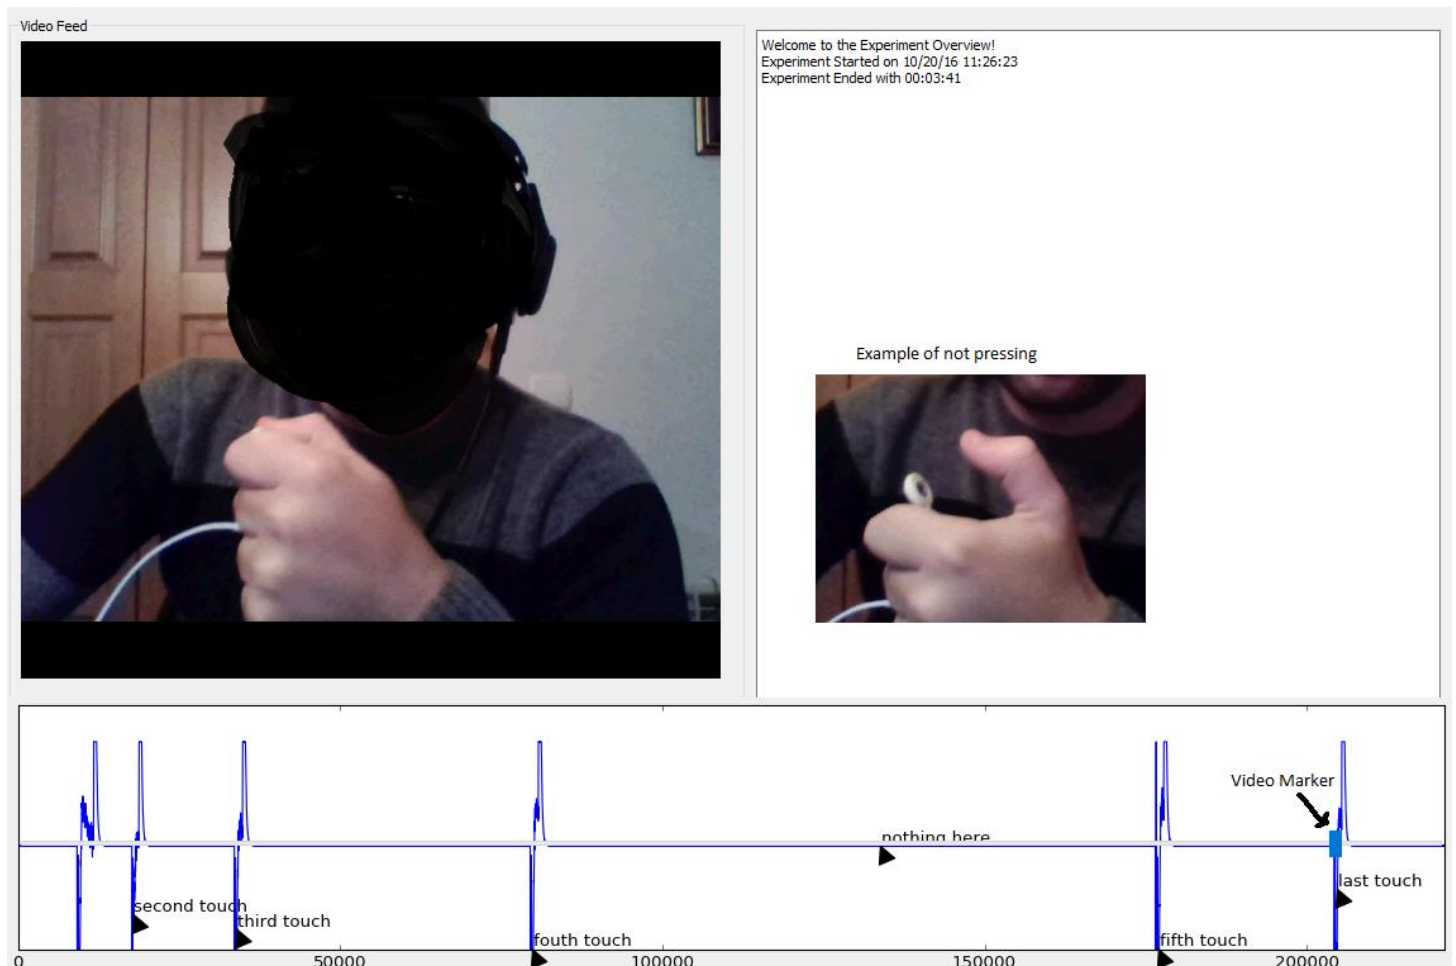 Video Feed
Welcome to the Experiment Overview!
Experiment Started on 10/20/16 11:26:23
Experiment Ended with 00:03:41
Example of not pressing
Video Marker
nothing here
last touch
second touch
third touch
fouth touch
fifth touch
0
50000
100000
150000
200000